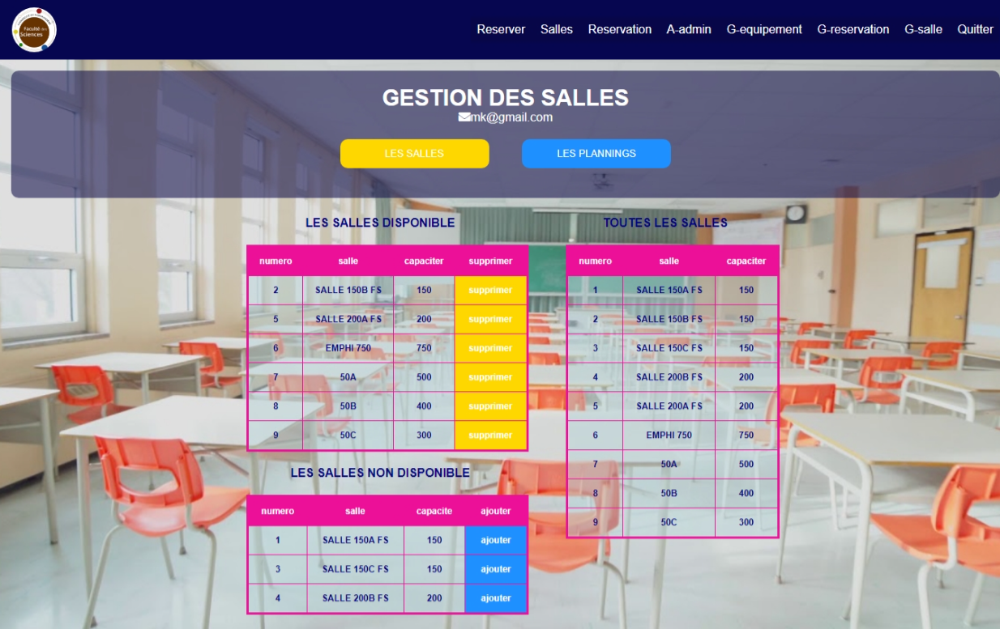 Faculté des
Sciences
Reserver Salles Reservation A-admin G-equipement G-reservation G-salle Quitter
GESTION DES SALLES
mk@gmail.com
LES SALLES LES PLANNINGS
LES SALLES DISPONIBLE
numero salle capaciter supprimer
2 SALLE 150B FS 150 supprimer
5 SALLE 200A FS 200 supprimer
6 EMPHI 750 750 supprimer
7 50A 500 supprimer
8 50B 400 supprimer
9 50C 300 supprimer
LES SALLES NON DISPONIBLE
numero salle capacite ajouter
1 SALLE 150A FS 150 ajouter
3 SALLE 150C FS 150 ajouter
4 SALLE 200B FS 200 ajouter
TOUTES LES SALLES
numero salle capaciter
1 SALLE 150A FS 150
2 SALLE 150B FS 150
3 SALLE 150C FS 150
4 SALLE 200B FS 200
5 SALLE 200A FS 200
6 EMPHI 750 750
7 50A 500
8 50B 400
9 50C 300